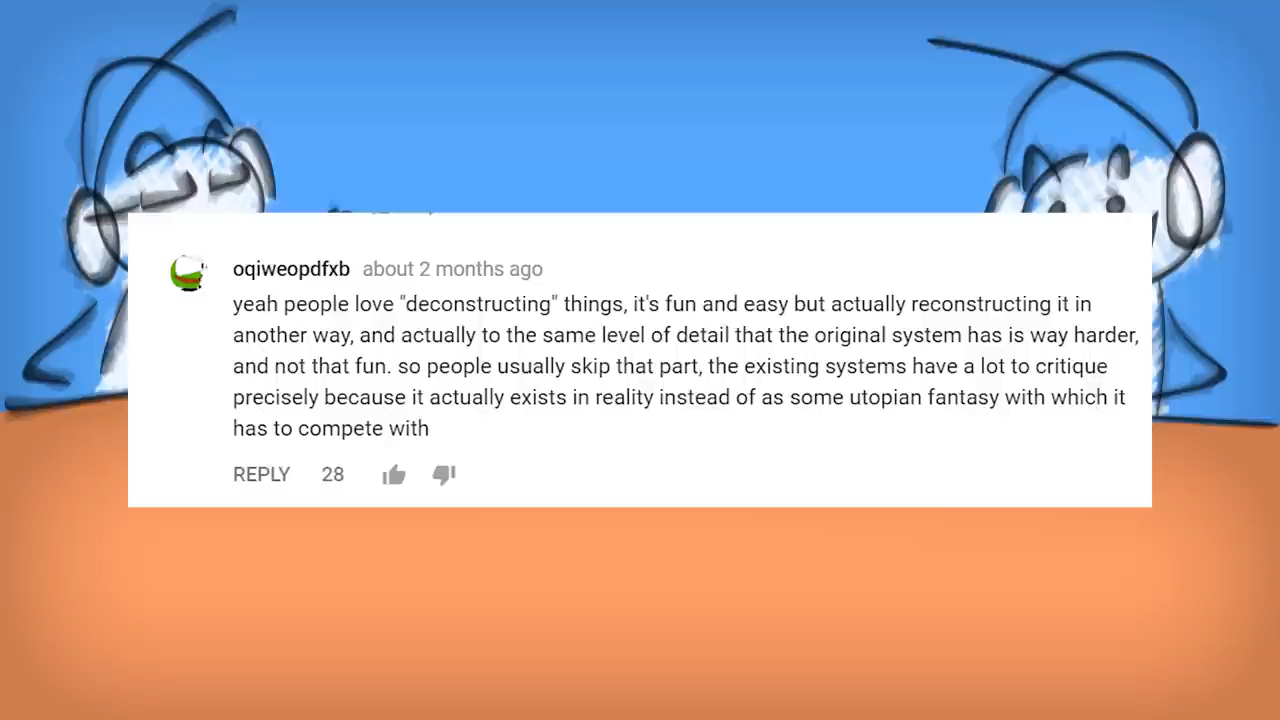 oqiweopdfxb about 2 months ago
yeah people love "deconstructing" things, it's fun and easy but actually reconstructing it in
another way, and actually to the same level of detail that the original system has is way harder,
and not that fun. so people usually skip that part, the existing systems have a lot to critique
precisely because it actually exists in reality instead of as some utopian fantasy with which it
has to compete with
REPLY 28